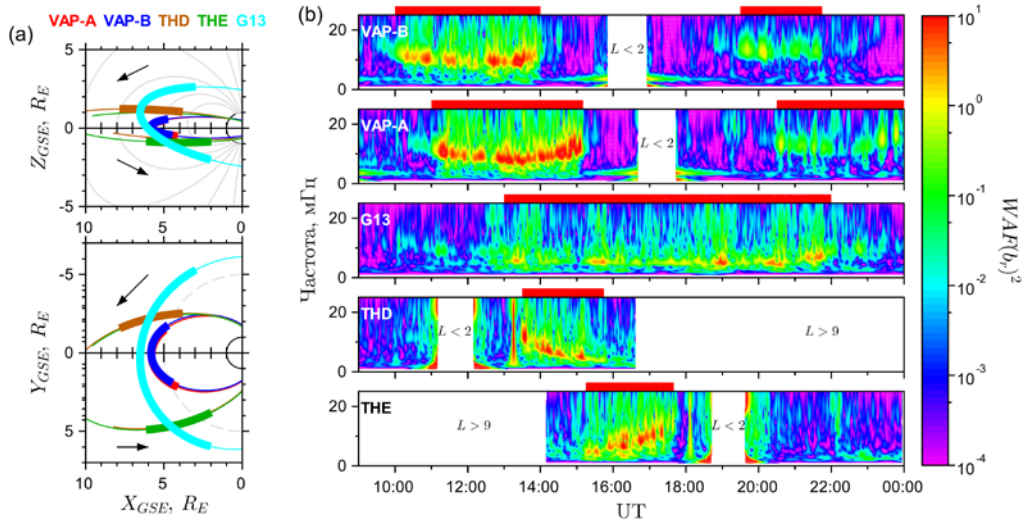 (a)
VAP-A VAP-B THD THE G13
5
0
-5
Z_GSE, R_E
10 5 0
-5
0
5
Y_GSE, R_E
10 5 0
X_GSE, R_E
(b)
VAP-B
L < 2
20
0
VAP-A
L < 2
20
0
G13
20
0
THD
L < 2
L > 9
20
0
THE
L > 9
L < 2
20
0
Частота, мГц
10:00 12:00 14:00 16:00 18:00 20:00 22:00 00:00
UT
10^1
10^0
10^-1
10^-2
10^-3
10^-4
WAF(b_r)^2